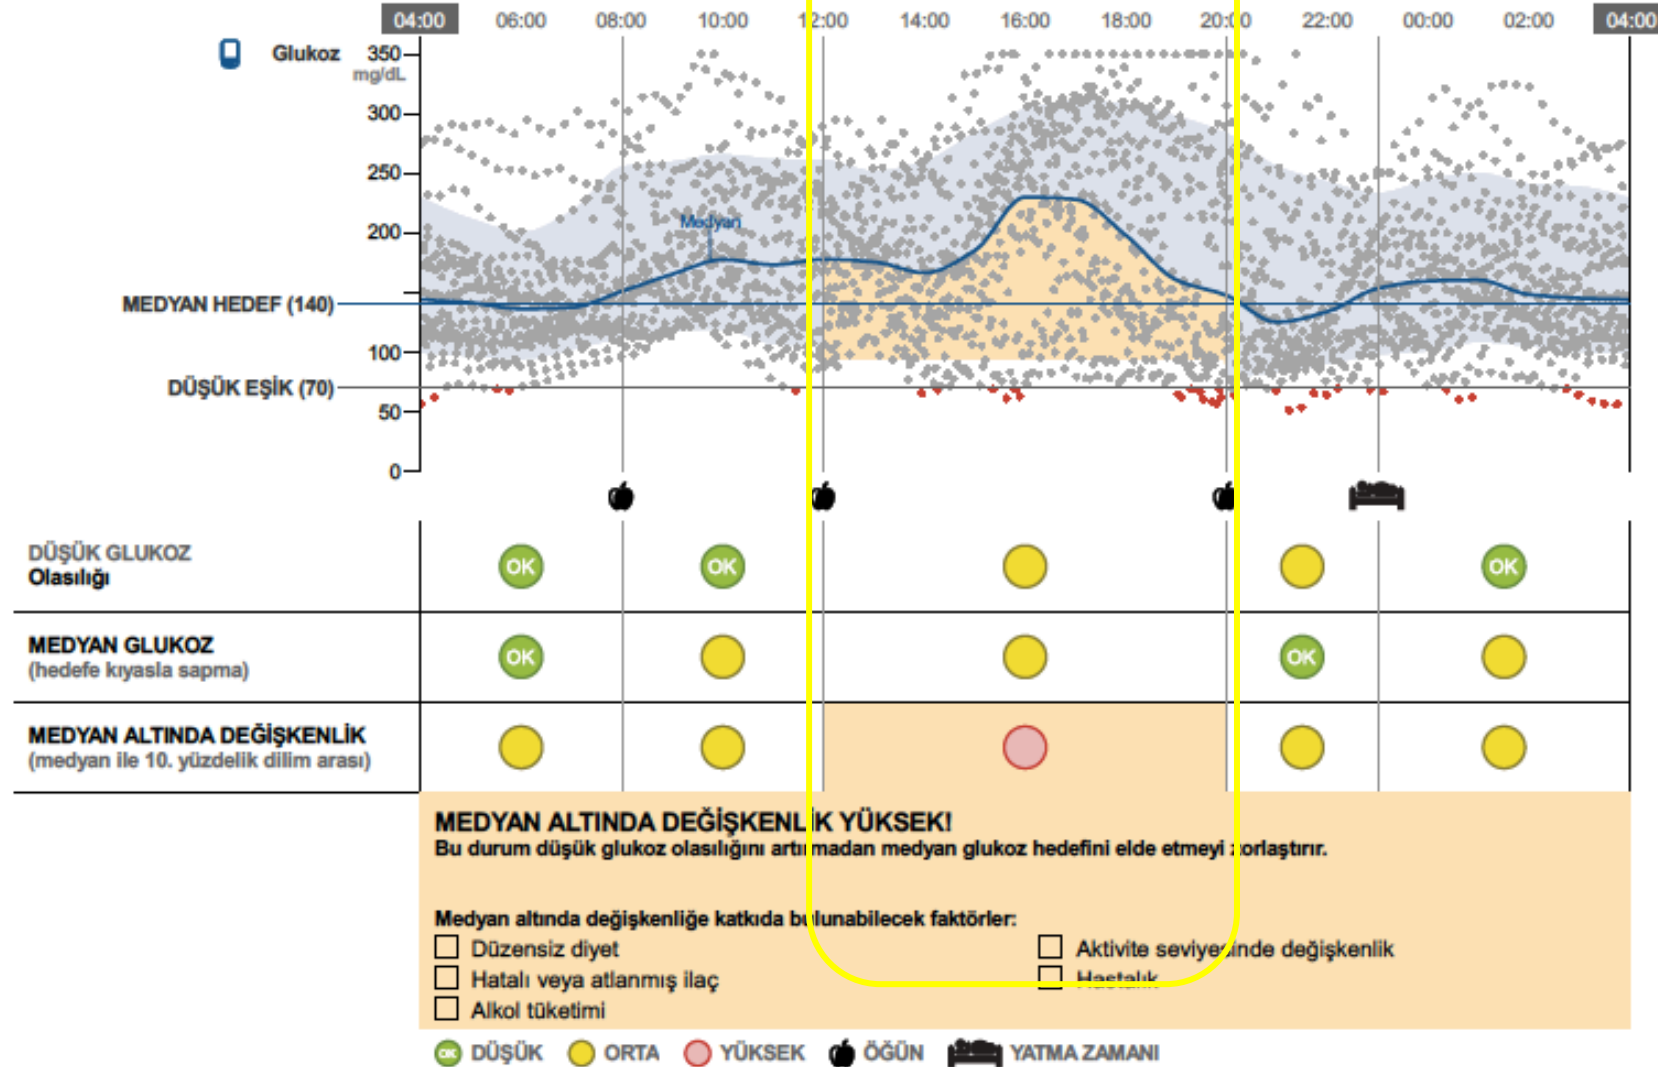 04:00 06:00 08:00 10:00 12:00 14:00 16:00 18:00 20:00 22:00 00:00 02:00 04:00
Glukoz 350
mg/dL
300
250
200
Medyan
MEDYAN HEDEF (140)
100
DÜŞÜK EŞİK (70)
50
0
DÜŞÜK GLUKOZ
Olasılığı
OK OK OK
MEDYAN GLUKOZ
(hedefe kıyasla sapma)
OK OK
MEDYAN ALTINDA DEĞİŞKENLİK
(medyan ile 10. yüzdelik dilim arası)
MEDYAN ALTINDA DEĞİŞKENLİK YÜKSEK!
Bu durum düşük glukoz olasılığını artırmadan medyan glukoz hedefini elde etmeyi zorlaştırır.
Medyan altında değişkenliğe katkıda bulunabilecek faktörler:
Düzensiz diyet
Aktivite seviyesinde değişkenlik
Hatalı veya atlanmış ilaç
Hastalık
Alkol tüketimi
OK DÜŞÜK ORTA YÜKSEK ÖĞÜN YATMA ZAMANI